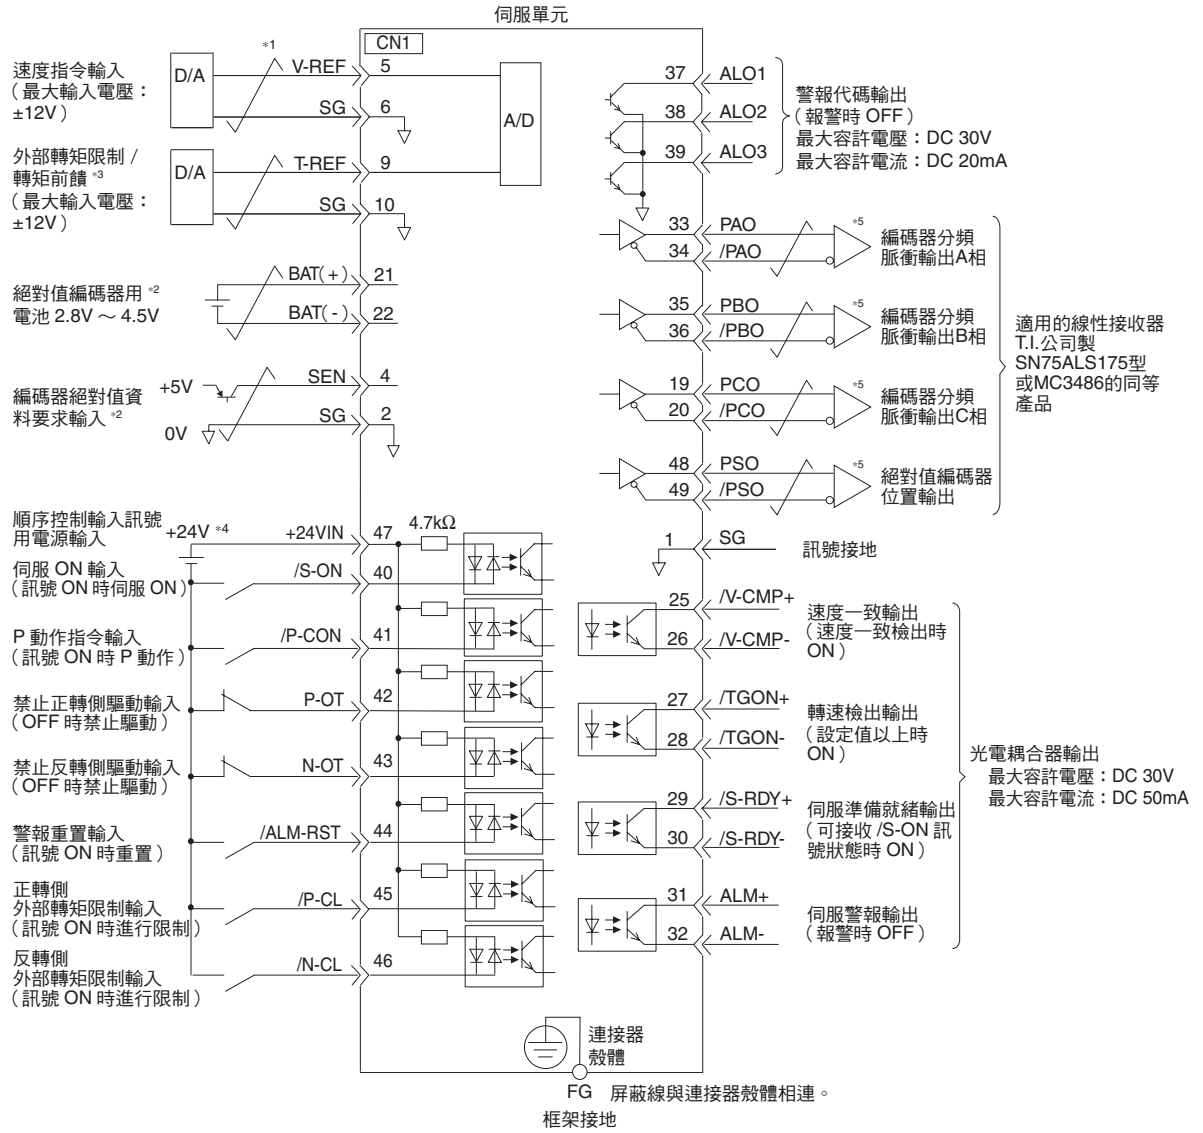 伺服單元
CN1
速度指令輸入
（最大輸入電壓：
±12V）
D/A
*1
V-REF
5
SG
6
A/D
外部轉矩限制 /
轉矩前饋 *3
（最大輸入電壓：
±12V）
D/A
T-REF
9
SG
10
絕對值編碼器用 *2
電池 2.8V ～ 4.5V
BAT(+)
21
BAT(-)
22
編碼器絕對值資
料要求輸入 *2
+5V
SEN
4
0V
SG
2
順序控制輸入訊號
用電源輸入
+24V *4
+24VIN
47
4.7kΩ
伺服 ON 輸入
（訊號 ON 時伺服 ON）
/S-ON
40
P 動作指令輸入
（訊號 ON 時 P 動作）
/P-CON
41
禁止正轉側驅動輸入
（OFF 時禁止驅動）
P-OT
42
禁止反轉側驅動輸入
（OFF 時禁止驅動）
N-OT
43
警報重置輸入
（訊號 ON 時重置）
/ALM-RST
44
正轉側
外部轉矩限制輸入
（訊號 ON 時進行限制）
/P-CL
45
反轉側
外部轉矩限制輸入
（訊號 ON 時進行限制）
/N-CL
46
37
ALO1
38
ALO2
39
ALO3
警報代碼輸出
（報警時 OFF）
最大容許電壓：DC 30V
最大容許電流：DC 20mA
33
PAO
34
/PAO
*5
編碼器分頻
脈衝輸出A相
35
PBO
36
/PBO
*5
編碼器分頻
脈衝輸出B相
19
PCO
20
/PCO
*5
編碼器分頻
脈衝輸出C相
48
PSO
49
/PSO
*5
絕對值編碼器
位置輸出
適用的線性接收器
T.I.公司製
SN75ALS175型
或MC3486的同等
產品
1
SG
訊號接地
25
/V-CMP+
26
/V-CMP-
速度一致輸出
（速度一致檢出時
ON）
27
/TGON+
28
/TGON-
轉速檢出輸出
（設定值以上時
ON）
29
/S-RDY+
30
/S-RDY-
伺服準備就緒輸出
（可接收 /S-ON 訊
號狀態時 ON）
31
ALM+
32
ALM-
伺服警報輸出
（報警時 OFF）
光電耦合器輸出
最大容許電壓：DC 30V
最大容許電流：DC 50mA
連接器
殼體
FG
屏蔽線與連接器殼體相連。
框架接地